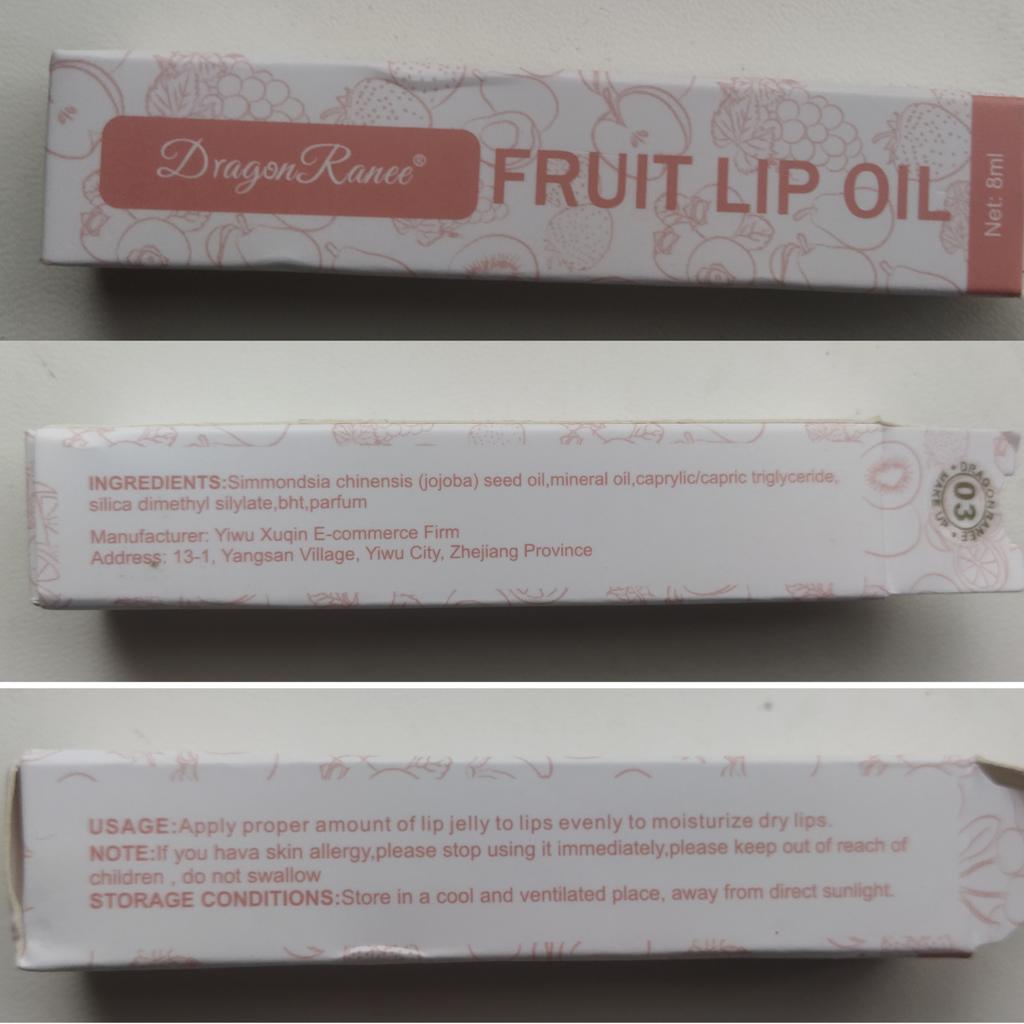 DragonRanee®
FRUIT LIP OIL
Net: 8ml
INGREDIENTS:Simmondsia chinensis (jojoba) seed oil,mineral oil,caprylic/capric triglyceride,
silica dimethyl silylate,bht,parfum
Manufacturer: Yiwu Xuqin E-commerce Firm
Address: 13-1, Yangsan Village, Yiwu City, Zhejiang Province
DRAGONRANEE
03
MAKE UP
USAGE:Apply proper amount of lip jelly to lips evenly to moisturize dry lips.
NOTE:If you hava skin allergy,please stop using it immediately,please keep out of reach of
children , do not swallow
STORAGE CONDITIONS:Store in a cool and ventilated place, away from direct sunlight.